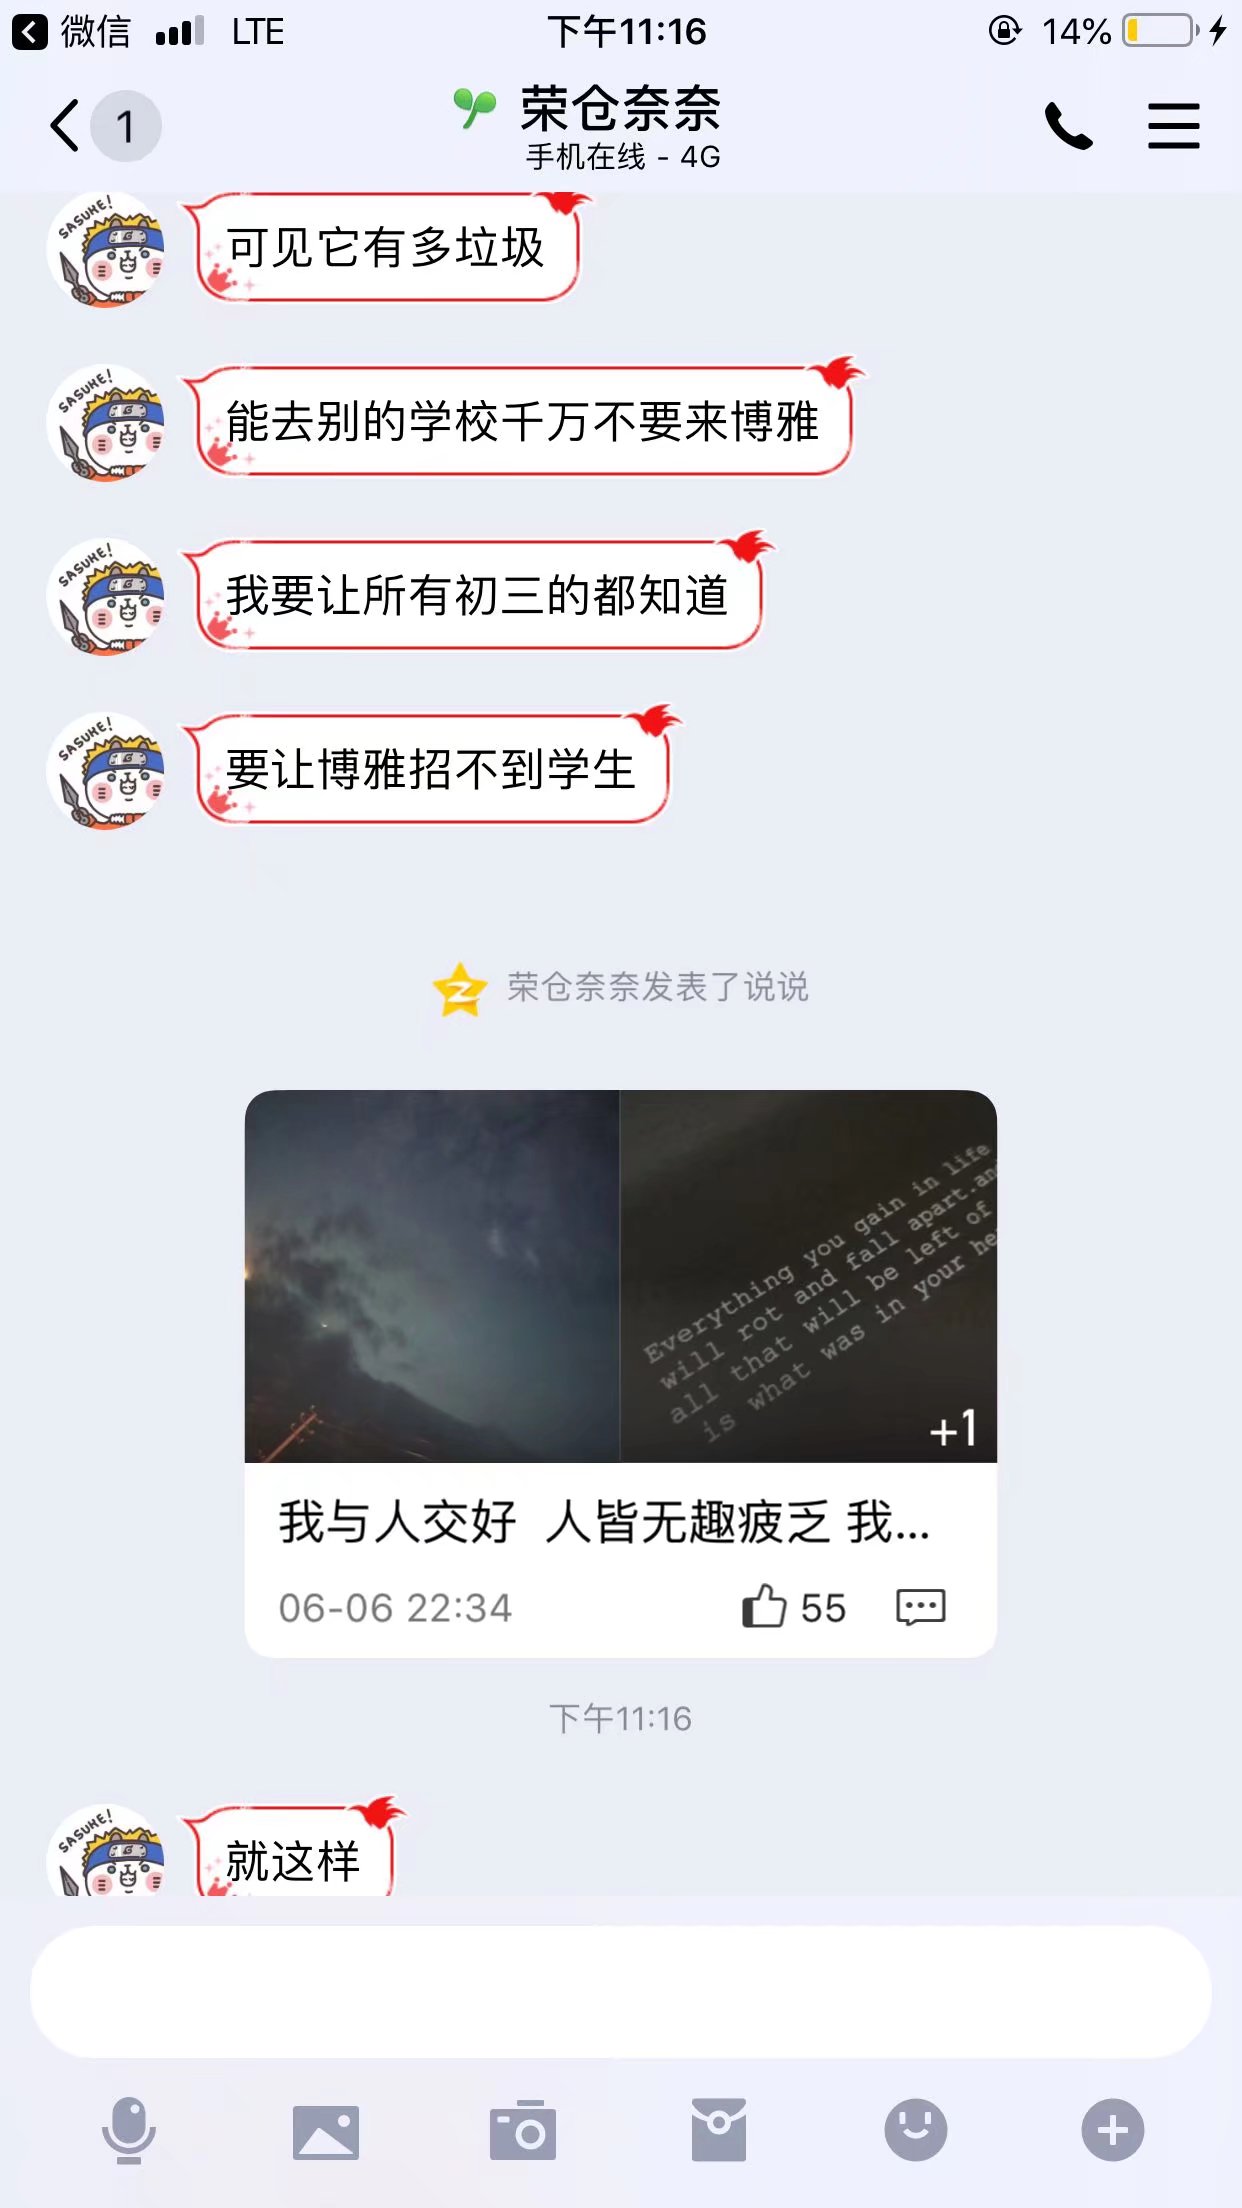 微信 LTE 下午11:16 14%
1 荣仓奈奈
手机在线 - 4G
SASUKE!
可见它有多垃圾
SASUKE!
能去别的学校千万不要来博雅
SASUKE!
我要让所有初三的都知道
SASUKE!
要让博雅招不到学生
荣仓奈奈发表了说说
Everything you gain in life
will rot and fall apart.and
all that will be left of
is what was in your he
+1
我与人交好 人皆无趣疲乏 我...
06-06 22:34 55
下午11:16
SASUKE!
就这样